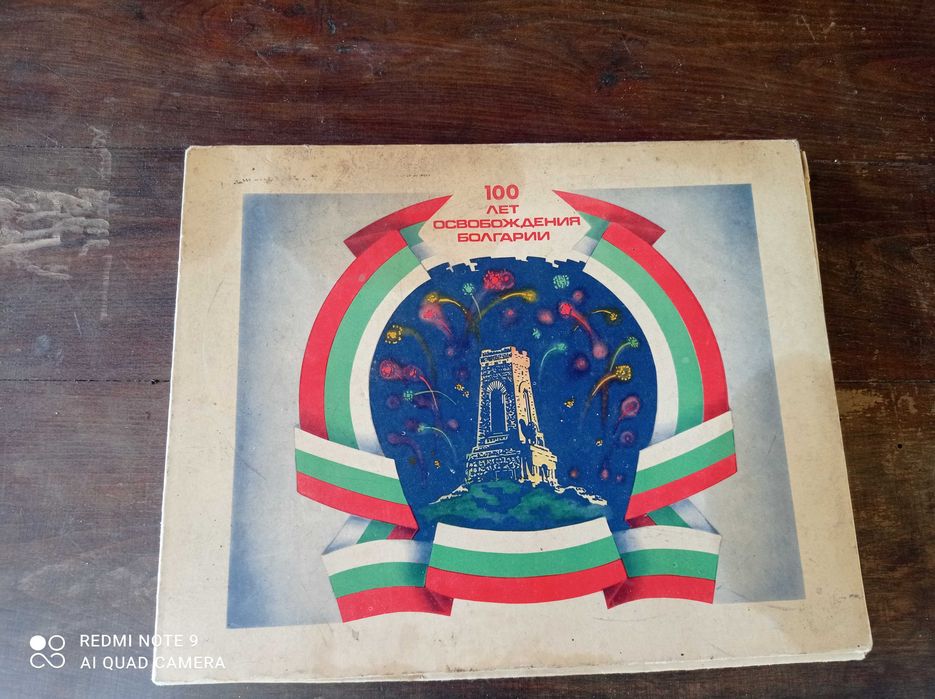 100
ЛЕТ
ОСВОБОЖДЕНИЯ
БОЛГАРИИ
REDMI NOTE 9
AI QUAD CAMERA